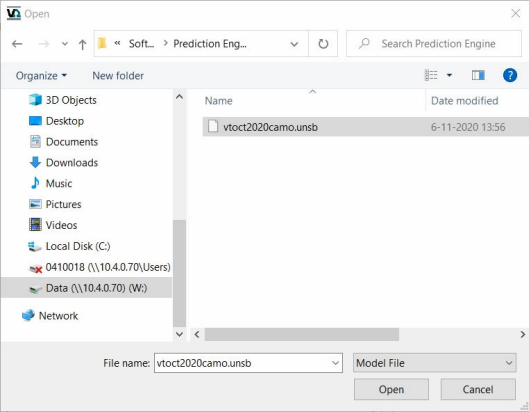 Open
« Soft... › Prediction Eng...
Search Prediction Engine
Organize
New folder
?
3D Objects
Desktop
Documents
Downloads
Music
Pictures
Videos
Local Disk (C:)
0410018 (\\10.4.0.70\Users)
Data (\\10.4.0.70) (W:)
Network
Name
Date modified
vtoct2020camo.unsb
6-11-2020 13:56
File name:
vtoct2020camo.unsb
Model File
Open
Cancel